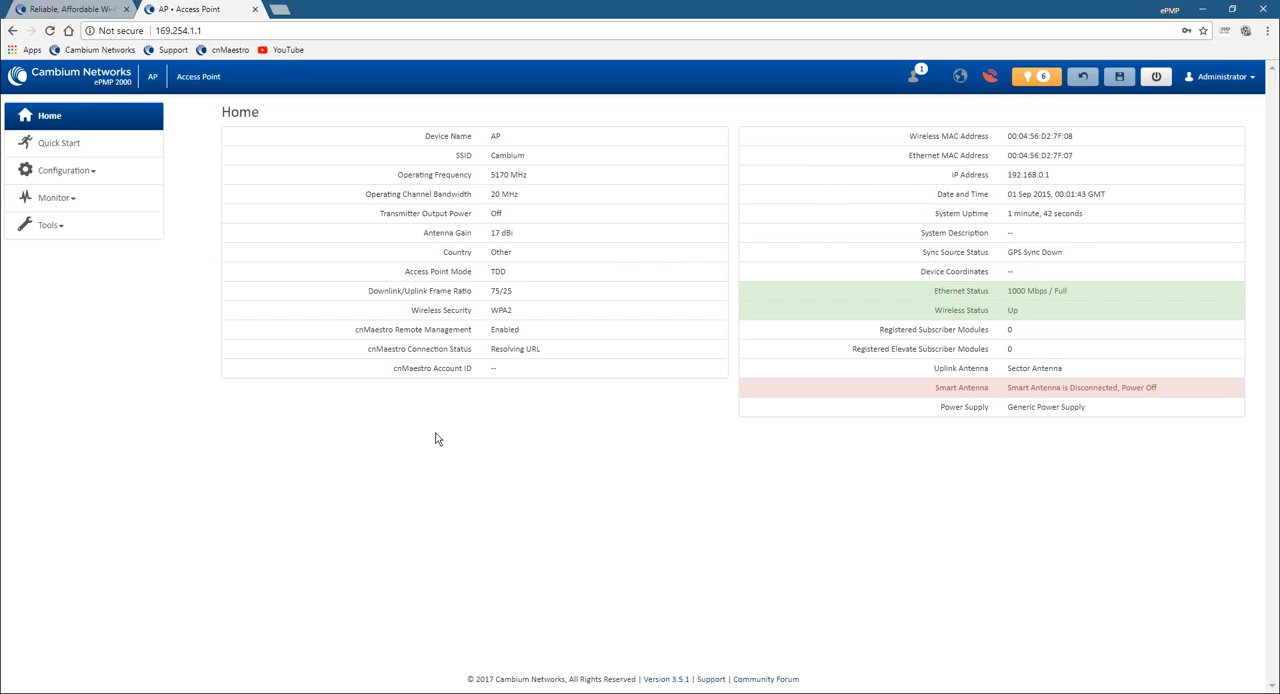 Reliable, Affordable Wi-F
AP • Access Point
ePMP
Not secure | 169.254.1.1
Apps Cambium Networks Support cnMaestro YouTube
Cambium Networks
ePMP 2000
AP
Access Point
1
6
Administrator
Home
Quick Start
Configuration
Monitor
Tools
Home
Device Name AP
SSID Cambium
Operating Frequency 5170 MHz
Operating Channel Bandwidth 20 MHz
Transmitter Output Power Off
Antenna Gain 17 dBi
Country Other
Access Point Mode TDD
Downlink/Uplink Frame Ratio 75/25
Wireless Security WPA2
cnMaestro Remote Management Enabled
cnMaestro Connection Status Resolving URL
cnMaestro Account ID --
Wireless MAC Address 00:04:56:D2:7F:08
Ethernet MAC Address 00:04:56:D2:7F:07
IP Address 192.168.0.1
Date and Time 01 Sep 2015, 00:01:43 GMT
System Uptime 1 minute, 42 seconds
System Description --
Sync Source Status GPS Sync Down
Device Coordinates --
Ethernet Status 1000 Mbps / Full
Wireless Status Up
Registered Subscriber Modules 0
Registered Elevate Subscriber Modules 0
Uplink Antenna Sector Antenna
Smart Antenna Smart Antenna is Disconnected, Power Off
Power Supply Generic Power Supply
© 2017 Cambium Networks, All Rights Reserved | Version 3.5.1 | Support | Community Forum